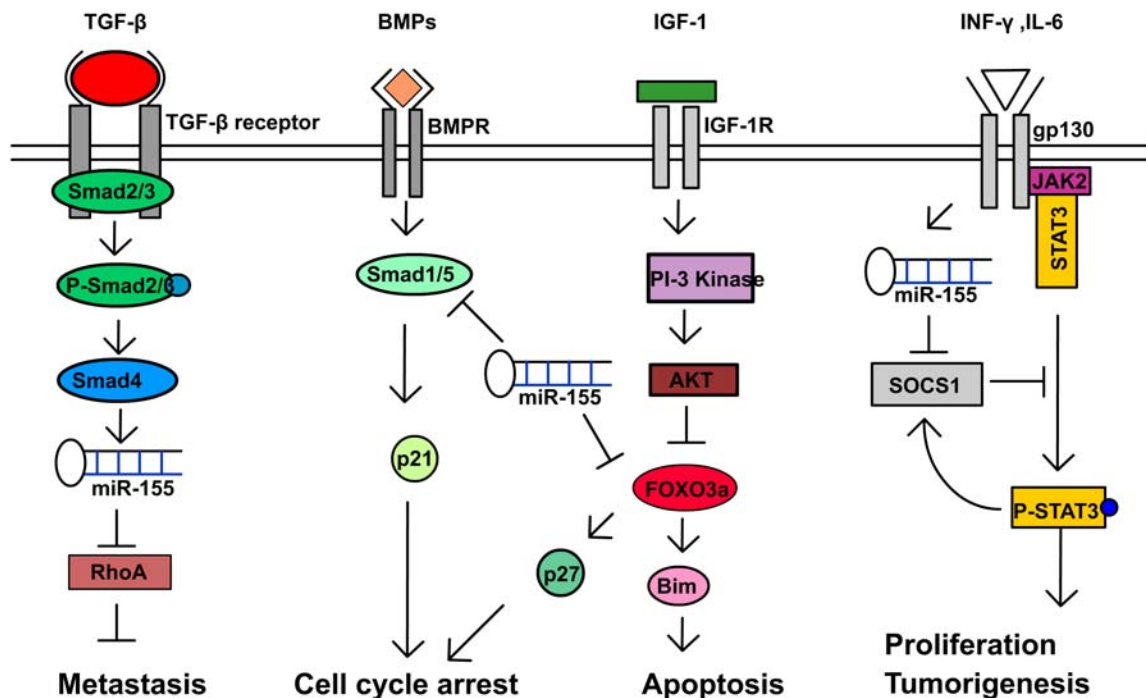 TGF-β
BMPs
IGF-1
INF-γ ,IL-6
TGF-β receptor
BMPR
IGF-1R
gp130
JAK2
STAT3
Smad2/3
P-Smad2/3
Smad4
miR-155
RhoA
Metastasis
Smad1/5
miR-155
p21
p27
Cell cycle arrest
PI-3 Kinase
AKT
FOXO3a
Bim
Apoptosis
miR-155
SOCS1
P-STAT3
Proliferation
Tumorigenesis